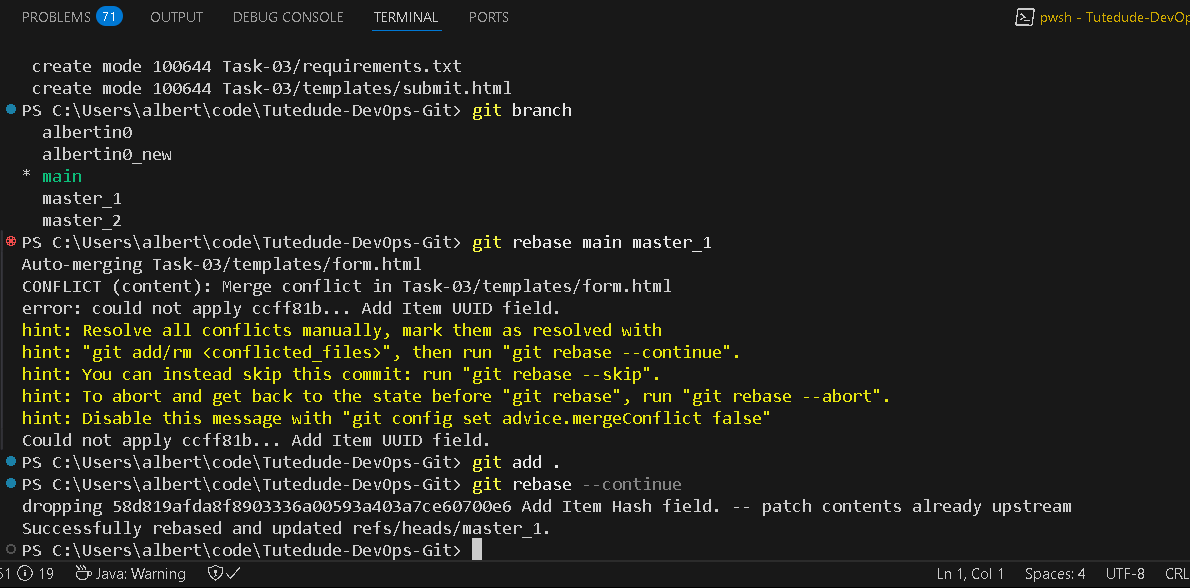 PROBLEMS 71 OUTPUT DEBUG CONSOLE TERMINAL PORTS pwsh - Tutedude-DevOp
create mode 100644 Task-03/requirements.txt
create mode 100644 Task-03/templates/submit.html
PS C:\Users\albert\code\Tutedude-DevOps-Git> git branch
albertin0
albertin0_new
* main
master_1
master_2
PS C:\Users\albert\code\Tutedude-DevOps-Git> git rebase main master_1
Auto-merging Task-03/templates/form.html
CONFLICT (content): Merge conflict in Task-03/templates/form.html
error: could not apply ccff81b... Add Item UUID field.
hint: Resolve all conflicts manually, mark them as resolved with
hint: "git add/rm <conflicted_files>", then run "git rebase --continue".
hint: You can instead skip this commit: run "git rebase --skip".
hint: To abort and get back to the state before "git rebase", run "git rebase --abort".
hint: Disable this message with "git config set advice.mergeConflict false"
Could not apply ccff81b... Add Item UUID field.
PS C:\Users\albert\code\Tutedude-DevOps-Git> git add .
PS C:\Users\albert\code\Tutedude-DevOps-Git> git rebase --continue
dropping 58d819afda8f8903336a00593a403a7ce60700e6 Add Item Hash field. -- patch contents already upstream
Successfully rebased and updated refs/heads/master_1.
PS C:\Users\albert\code\Tutedude-DevOps-Git>
51 19 Java: Warning Ln 1, Col 1 Spaces: 4 UTF-8 CRL